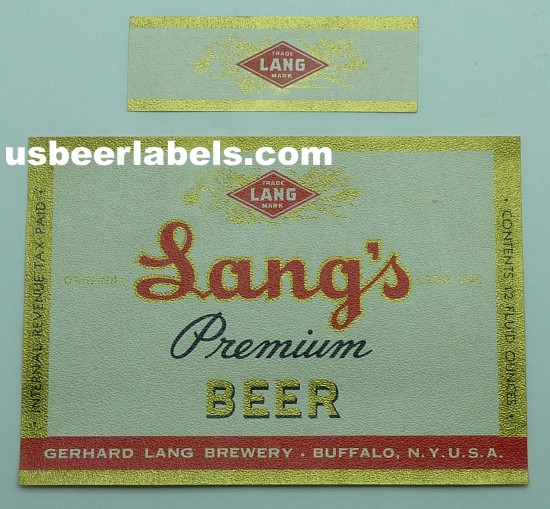 TRADE
LANG
MARK
usbeerlabels.com
TRADE
LANG
MARK
· INTERNAL REVENUE TAX PAID ·
Lang's
· CONTENTS 12 FLUID OUNCES ·
Premium
BEER
GERHARD LANG BREWERY · BUFFALO, N.Y. U.S.A.